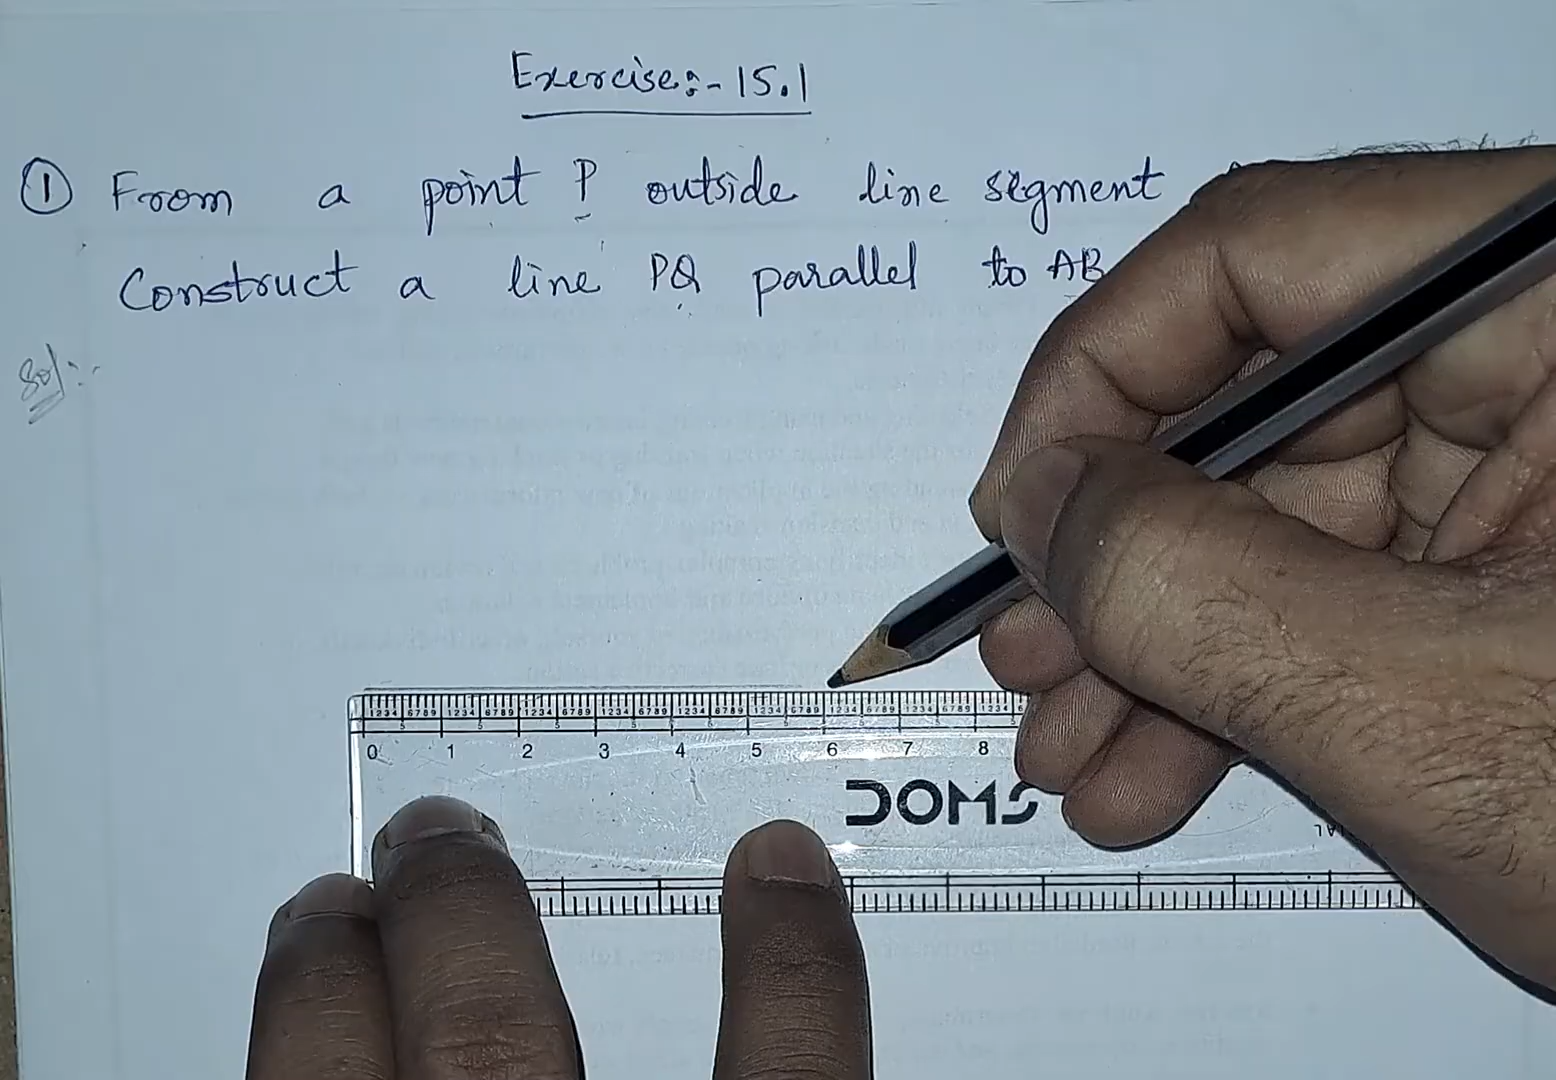 Exercise:- 15.1
① From a point P outside line segment
Construct a line PQ parallel to AB
Sol:-
0 1 2 3 4 5 6 7 8
DOMS